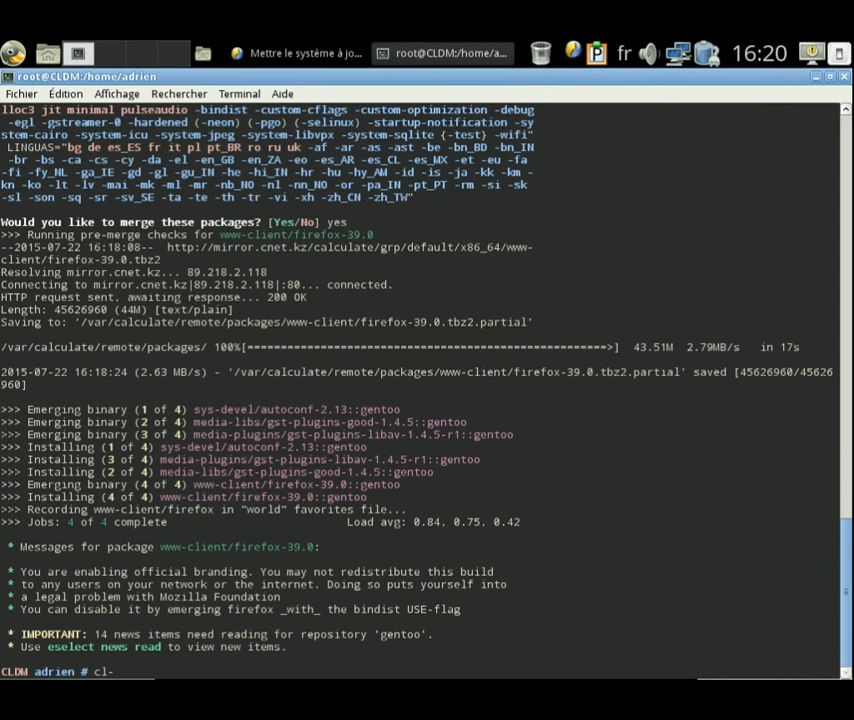 Mettre le système à jo...
root@CLDM:/home/a...
fr
16:20
root@CLDM:/home/adrien
Fichier Édition Affichage Rechercher Terminal Aide
lloc3 jit minimal pulseaudio -bindist -custom-cflags -custom-optimization -debug
-egl -gstreamer-0 -hardened (-neon) (-pgo) (-selinux) -startup-notification -sy
stem-cairo -system-icu -system-jpeg -system-libvpx -system-sqlite {-test} -wifi"
LINGUAS="bg de es_ES fr it pl pt_BR ro ru uk -af -ar -as -ast -be -bn_BD -bn_IN
-br -bs -ca -cs -cy -da -el -en_GB -en_ZA -eo -es_AR -es_CL -es_MX -et -eu -fa
-fi -fy_NL -ga_IE -gd -gl -gu_IN -he -hi_IN -hr -hu -hy_AM -id -is -ja -kk -km -
kn -ko -lt -lv -mai -mk -ml -mr -nb_NO -nl -nn_NO -or -pa_IN -pt_PT -rm -si -sk
-sl -son -sq -sr -sv_SE -ta -te -th -tr -vi -xh -zh_CN -zh_TW"
Would you like to merge these packages? [Yes/No] yes
>>> Running pre-merge checks for www-client/firefox-39.0
--2015-07-22 16:18:08-- http://mirror.cnet.kz/calculate/grp/default/x86_64/www-
client/firefox-39.0.tbz2
Resolving mirror.cnet.kz... 89.218.2.118
Connecting to mirror.cnet.kz|89.218.2.118|:80... connected.
HTTP request sent, awaiting response... 200 OK
Length: 45626960 (44M) [text/plain]
Saving to: '/var/calculate/remote/packages/www-client/firefox-39.0.tbz2.partial'
/var/calculate/remote/packages/ 100%[===================================================>] 43.51M 2.79MB/s in 17s
2015-07-22 16:18:24 (2.63 MB/s) - '/var/calculate/remote/packages/www-client/firefox-39.0.tbz2.partial' saved [45626960/45626
960]
>>> Emerging binary (1 of 4) sys-devel/autoconf-2.13::gentoo
>>> Emerging binary (2 of 4) media-libs/gst-plugins-good-1.4.5::gentoo
>>> Emerging binary (3 of 4) media-plugins/gst-plugins-libav-1.4.5-r1::gentoo
>>> Installing (1 of 4) sys-devel/autoconf-2.13::gentoo
>>> Installing (3 of 4) media-plugins/gst-plugins-libav-1.4.5-r1::gentoo
>>> Installing (2 of 4) media-libs/gst-plugins-good-1.4.5::gentoo
>>> Emerging binary (4 of 4) www-client/firefox-39.0::gentoo
>>> Installing (4 of 4) www-client/firefox-39.0::gentoo
>>> Recording www-client/firefox in "world" favorites file...
>>> Jobs: 4 of 4 complete Load avg: 0.84, 0.75, 0.42
* Messages for package www-client/firefox-39.0:
* You are enabling official branding. You may not redistribute this build
* to any users on your network or the internet. Doing so puts yourself into
* a legal problem with Mozilla Foundation
* You can disable it by emerging firefox _with_ the bindist USE-flag
* IMPORTANT: 14 news items need reading for repository 'gentoo'.
* Use eselect news read to view new items.
CLDM adrien # cl-